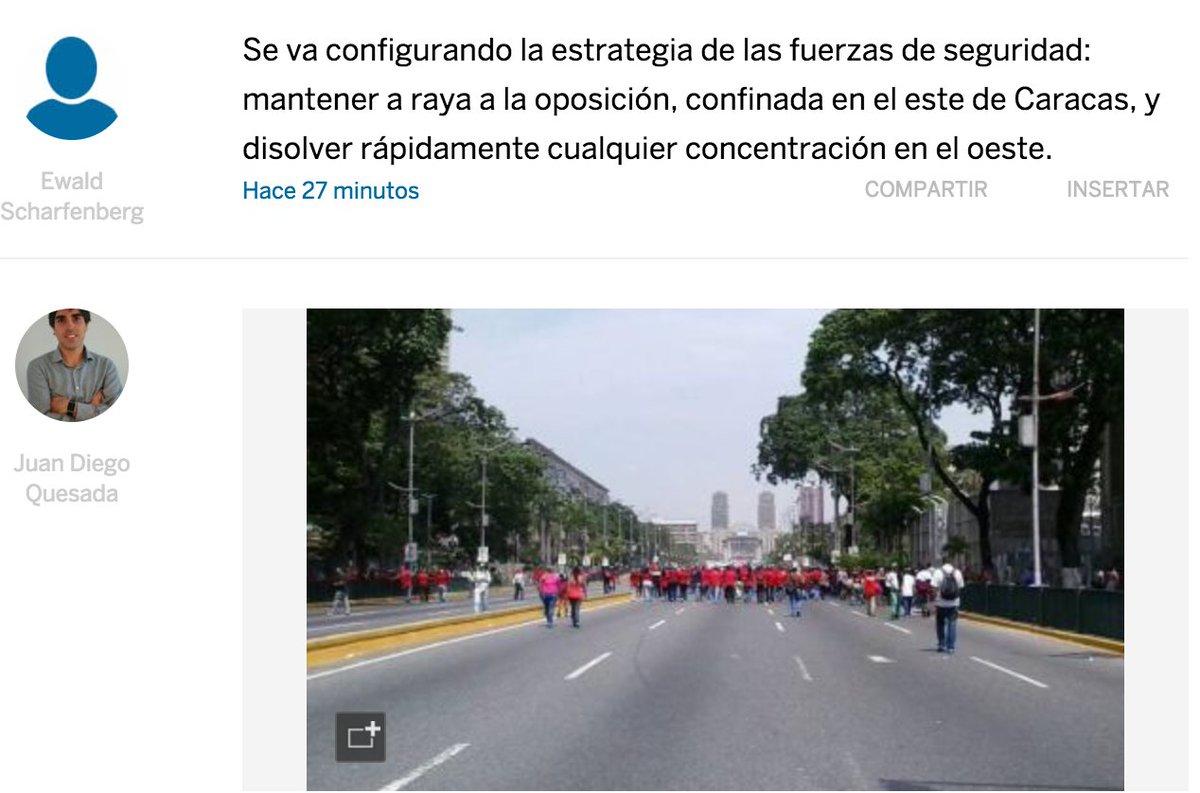 Se va configurando la estrategia de las fuerzas de seguridad:
mantener a raya a la oposición, confinada en el este de Caracas, y
disolver rápidamente cualquier concentración en el oeste.
Ewald
Scharfenberg
Hace 27 minutos
COMPARTIR
INSERTAR
Juan Diego
Quesada